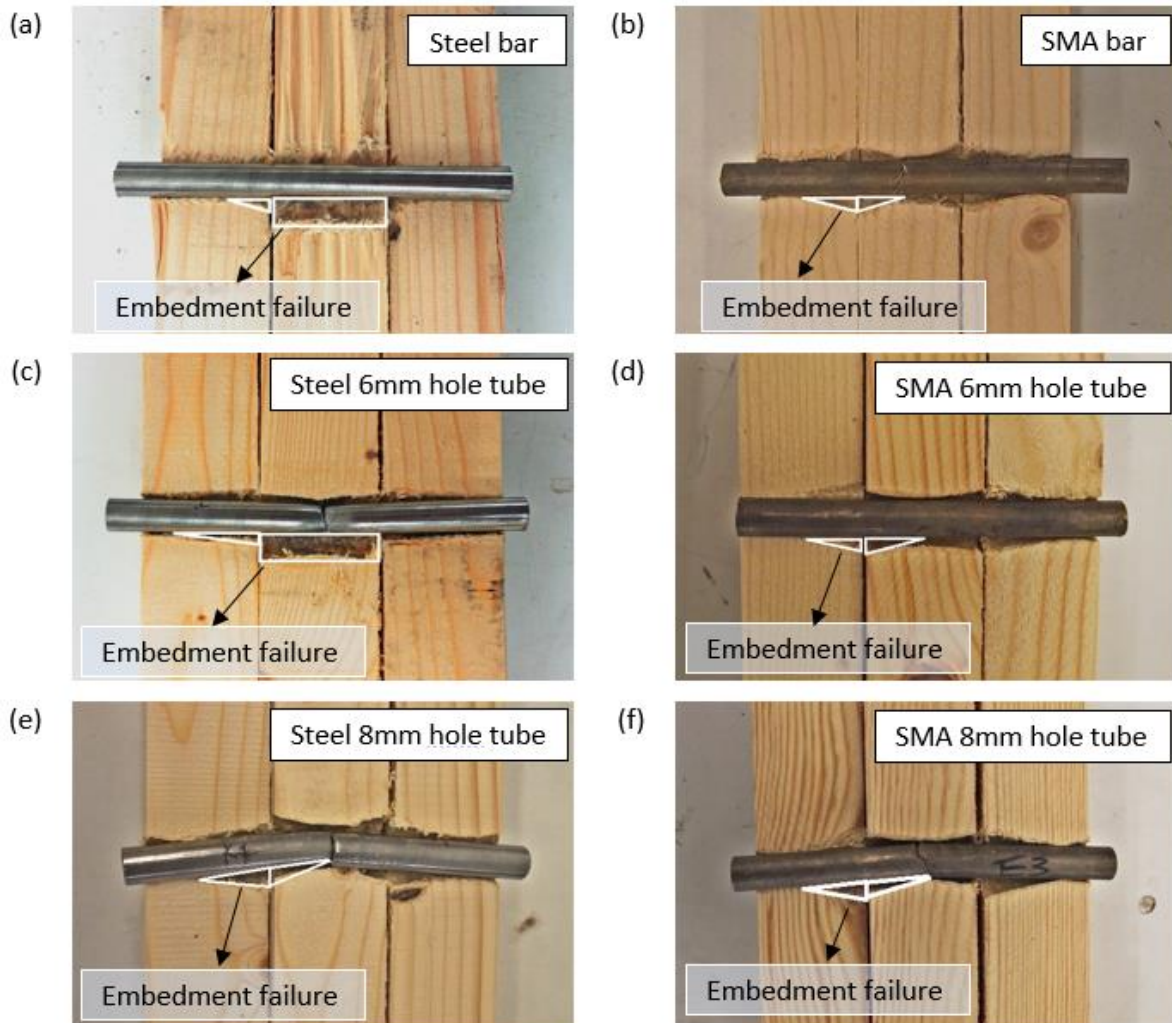 (a)
Steel bar
Embedment failure
(b)
SMA bar
Embedment failure
(c)
Steel 6mm hole tube
Embedment failure
(d)
SMA 6mm hole tube
Embedment failure
(e)
Steel 8mm hole tube
Embedment failure
(f)
SMA 8mm hole tube
Embedment failure